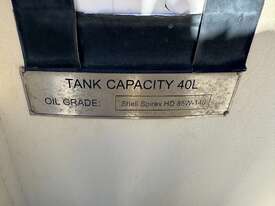 TANK CAPACITY 40L
OIL GRADE: Shell Spirax HD 85W-140